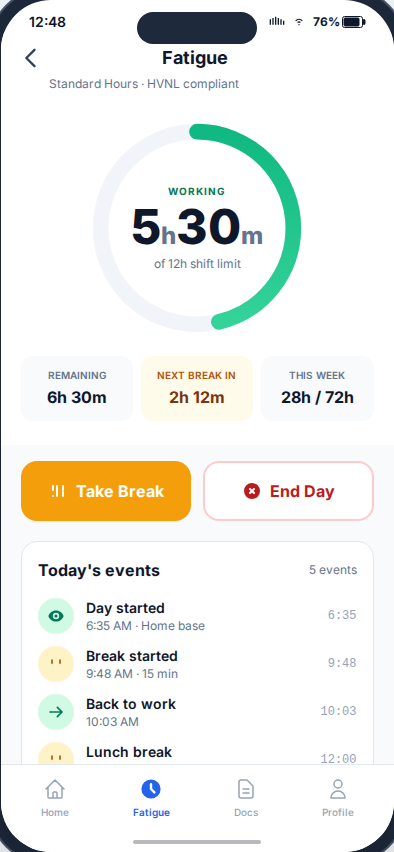 12:48
76%
Fatigue
Standard Hours · HVNL compliant
WORKING
5h30m
of 12h shift limit
REMAINING
6h 30m
NEXT BREAK IN
2h 12m
THIS WEEK
28h / 72h
Take Break
End Day
Today's events
5 events
Day started
6:35 AM · Home base
6:35
Break started
9:48 AM · 15 min
9:48
Back to work
10:03 AM
10:03
Lunch break
12:00
Home
Fatigue
Docs
Profile